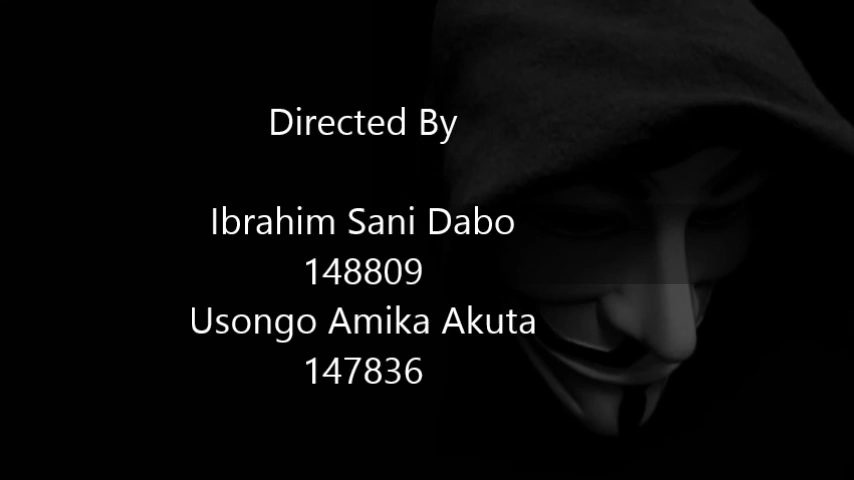 Directed By
Ibrahim Sani Dabo
148809
Usongo Amika Akuta
147836